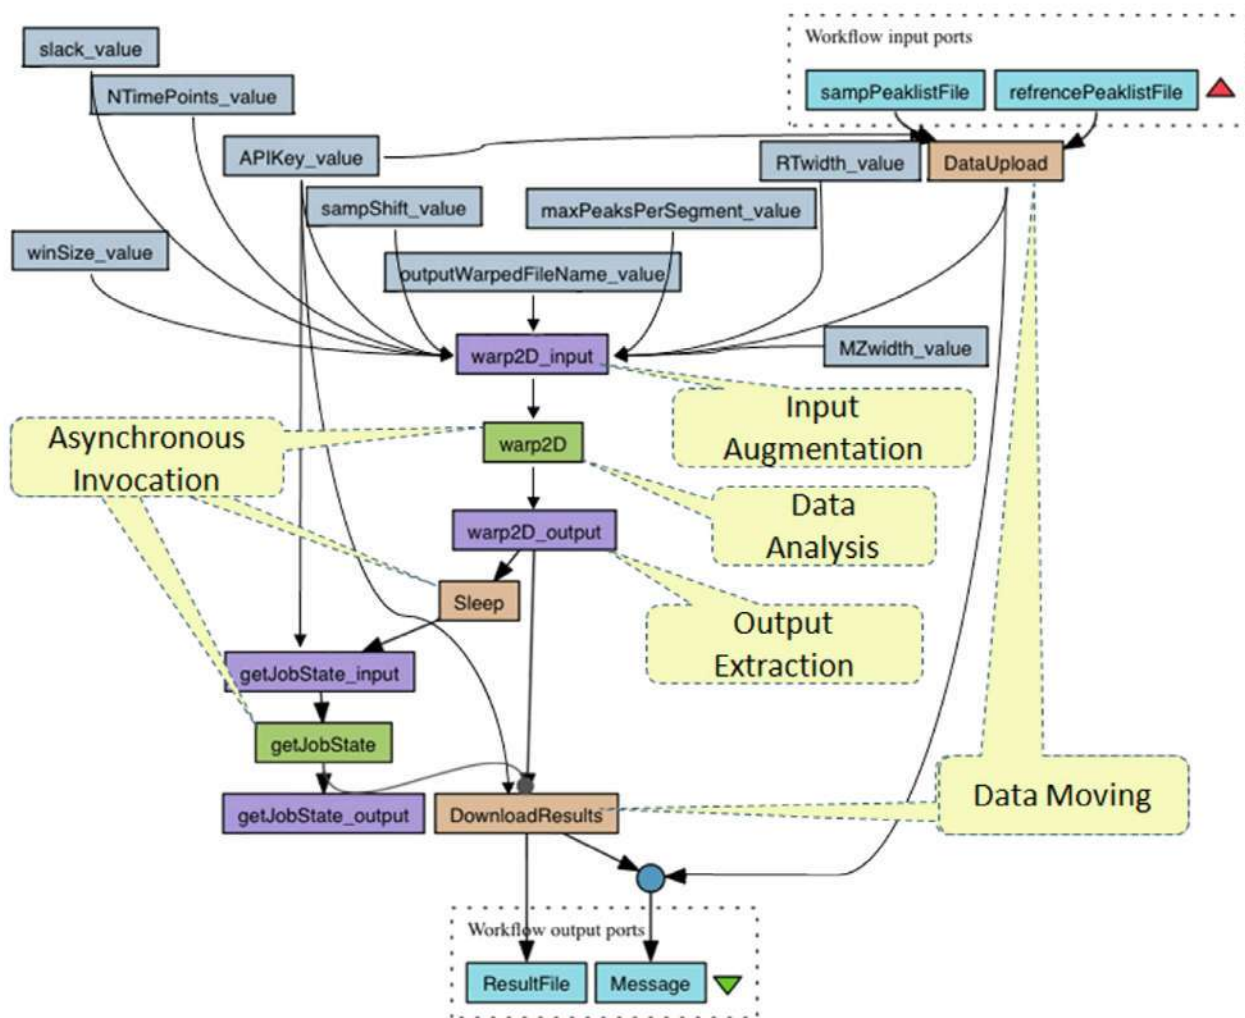 slack_value
Workflow input ports
NTimePoints_value
sampPeaklistFile
refrencePeaklistFile
APIKey_value
RTwidth_value
DataUpload
sampShift_value
maxPeaksPerSegment_value
winSize_value
outputWarpedFileName_value
warp2D_input
MZwidth_value
Input
Augmentation
Asynchronous
Invocation
warp2D
Data
Analysis
warp2D_output
Sleep
Output
Extraction
getJobState_input
getJobState
Data Moving
getJobState_output
DownloadResults
Workflow output ports
ResultFile
Message